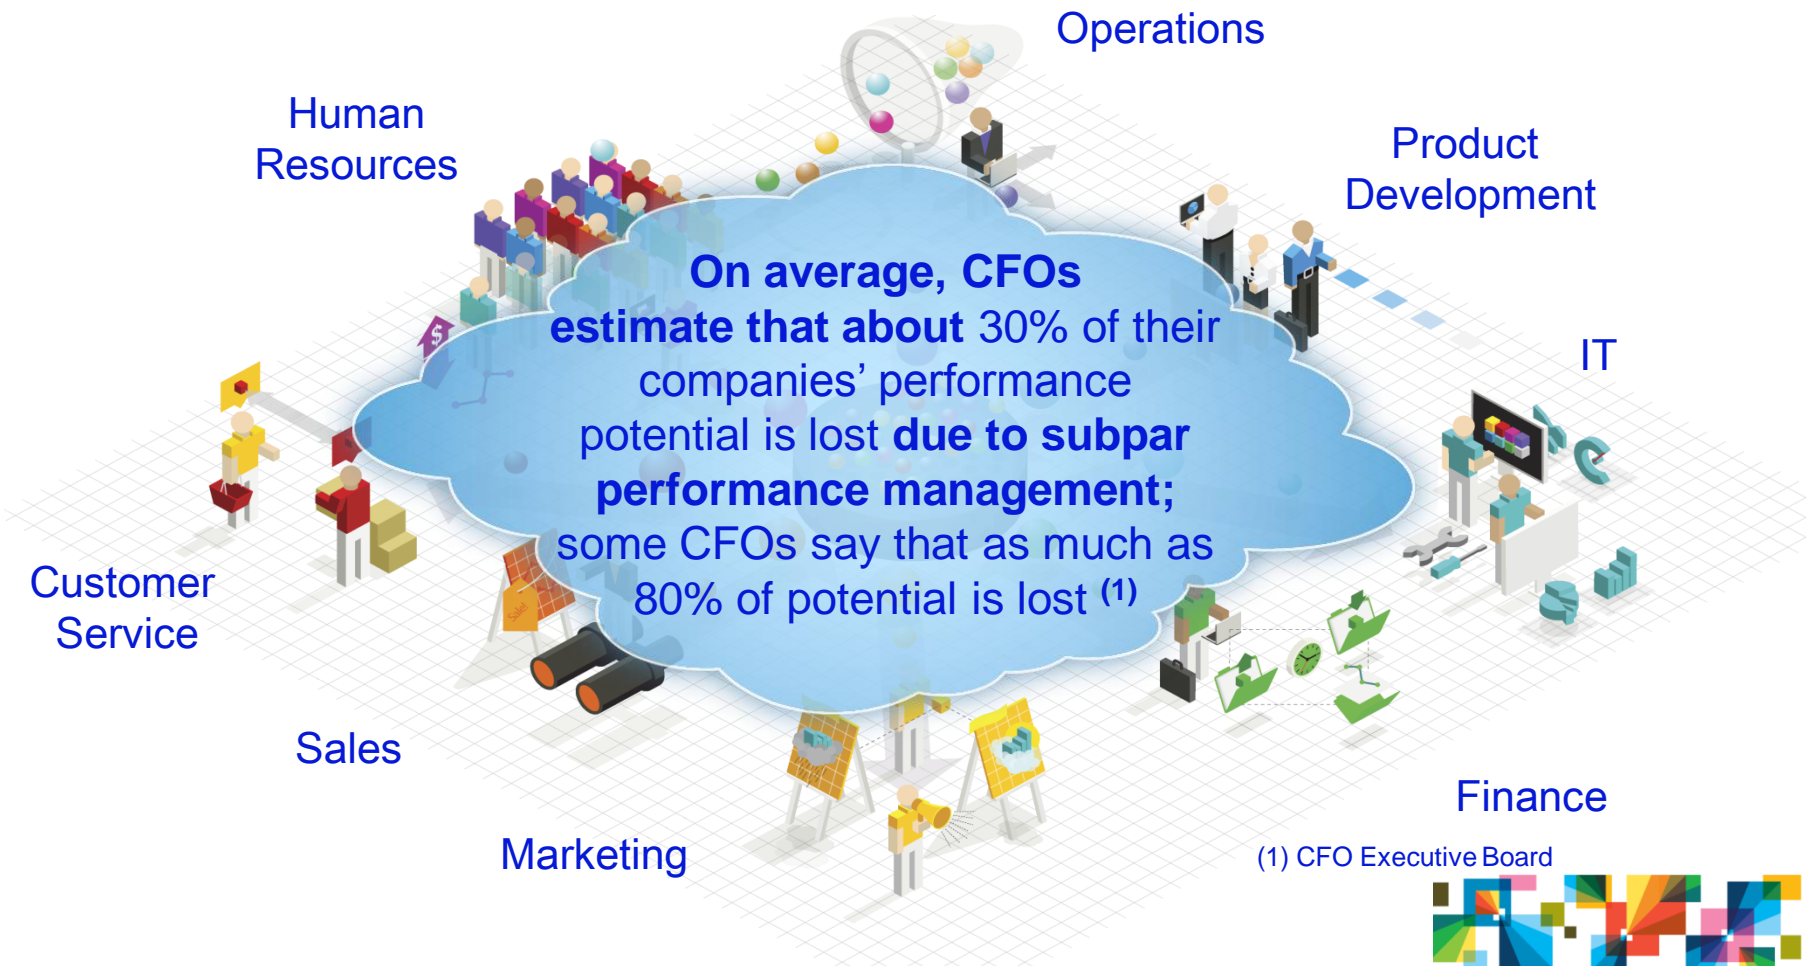 Operations
Human
Resources
Product
Development
On average, CFOs
estimate that about 30% of their
companies’ performance
potential is lost due to subpar
performance management;
some CFOs say that as much as
80% of potential is lost (1)
$
IT
Customer
Service
Sale!
Sales
Marketing
Finance
(1) CFO Executive Board